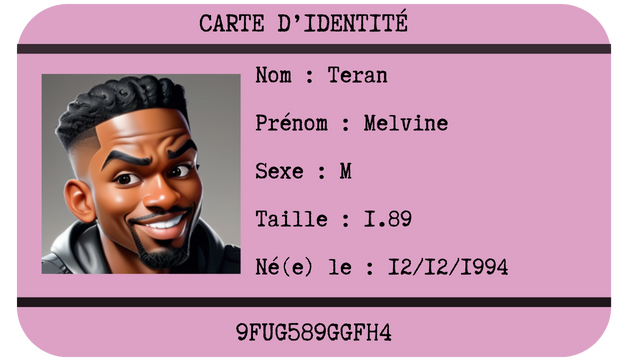 CARTE D'IDENTITÉ
Nom : Teran
Prénom : Melvine
Sexe : M
Taille : I.89
Né(e) le : I2/I2/I994
9FUG589GGFH4